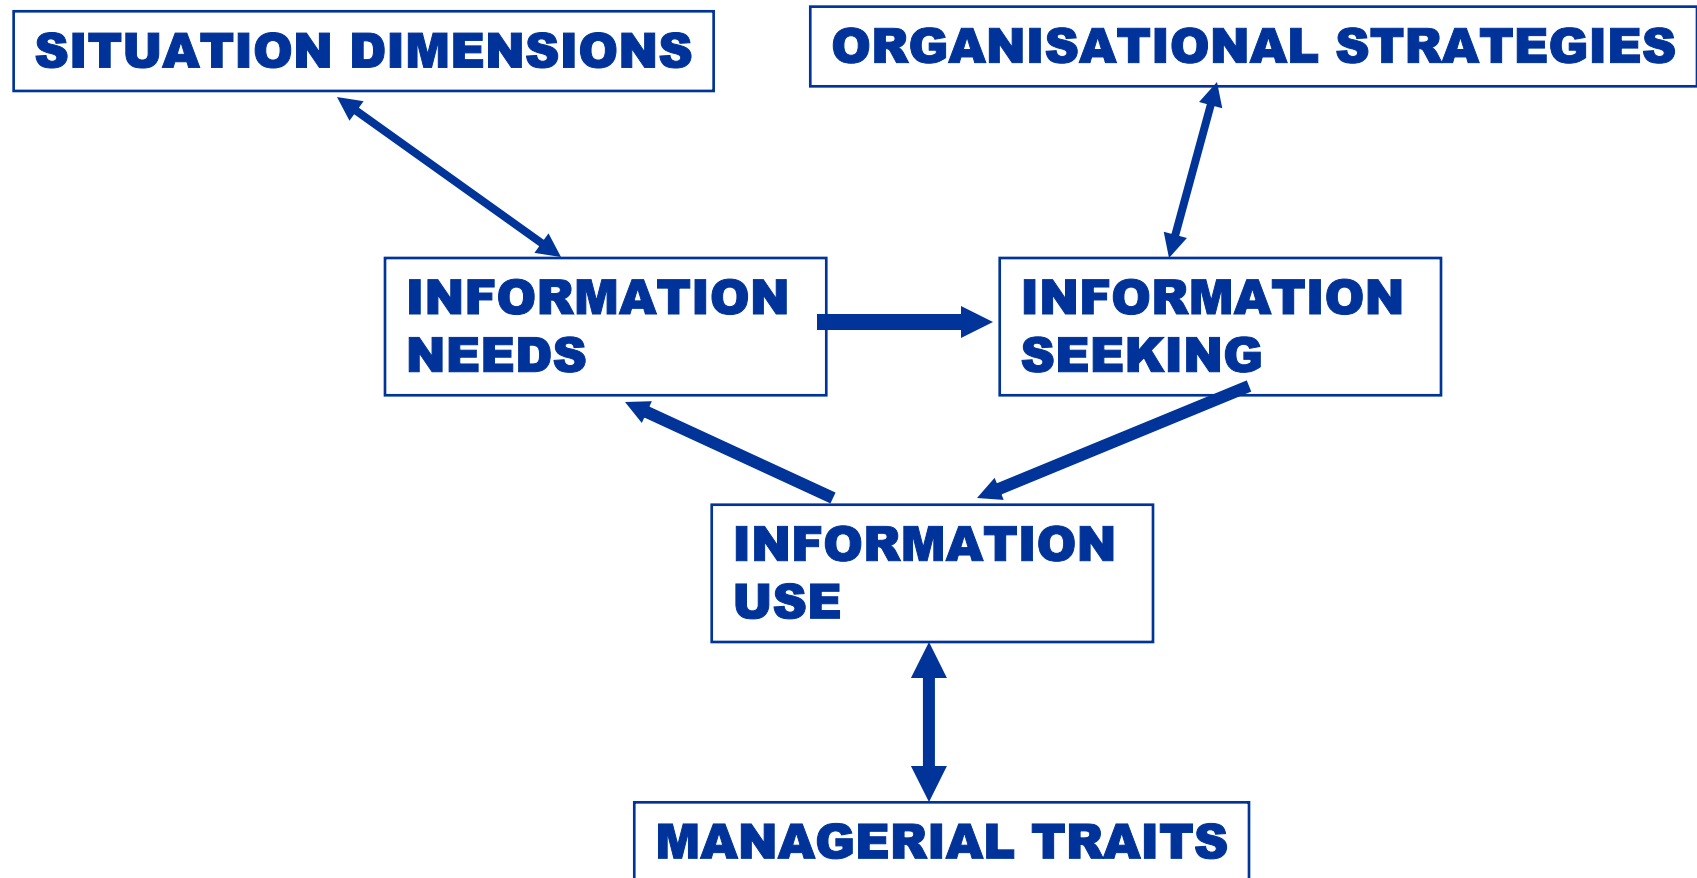 SITUATION DIMENSIONS
ORGANISATIONAL STRATEGIES
INFORMATION
NEEDS
INFORMATION
SEEKING
INFORMATION
USE
MANAGERIAL TRAITS